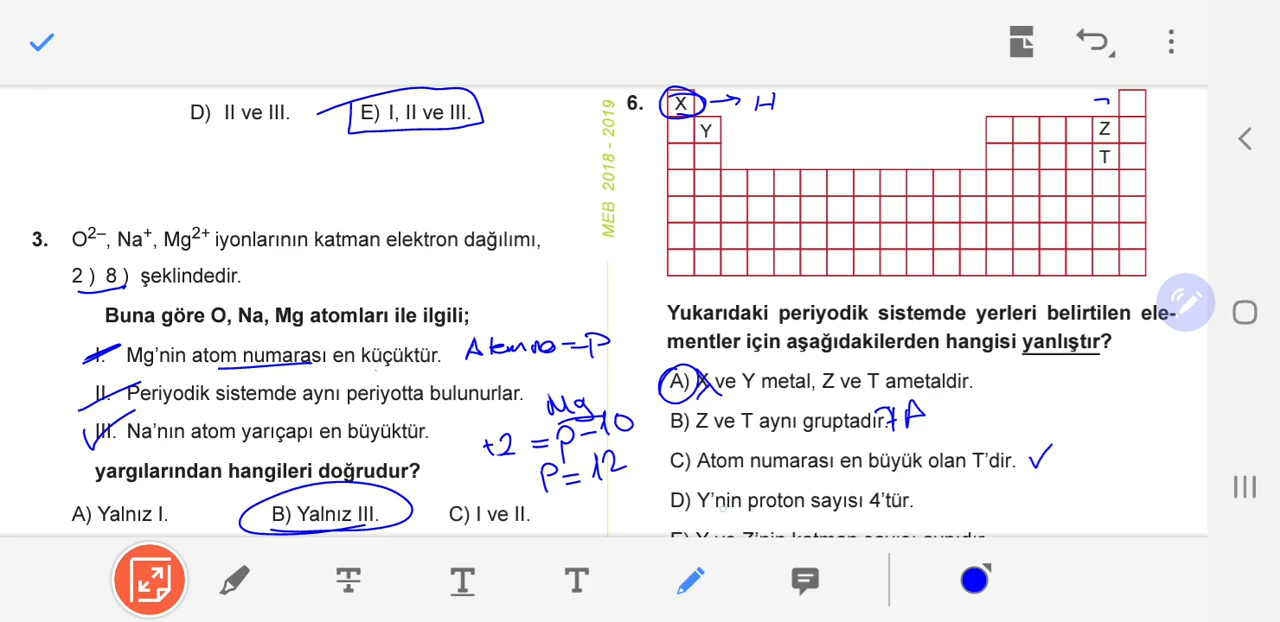 D) II ve III.
E) I, II ve III.
MEB 2018 - 2019
3. O2–, Na+, Mg2+ iyonlarının katman elektron dağılımı,
2 ) 8 ) şeklindedir.
Buna göre O, Na, Mg atomları ile ilgili;
I. Mg’nin atom numarası en küçüktür.
Atom no = P
II. Periyodik sistemde aynı periyotta bulunurlar.
III. Na’nın atom yarıçapı en büyüktür.
Mg
+2 = P - 10
P = 12
yargılarından hangileri doğrudur?
A) Yalnız I.
B) Yalnız III.
C) I ve II.
6.
X → H
Y
Z
T
Yukarıdaki periyodik sistemde yerleri belirtilen ele-
mentler için aşağıdakilerden hangisi yanlıştır?
A) X ve Y metal, Z ve T ametaldir.
B) Z ve T aynı gruptadır. 7A
C) Atom numarası en büyük olan T’dir.
D) Y’nin proton sayısı 4’tür.